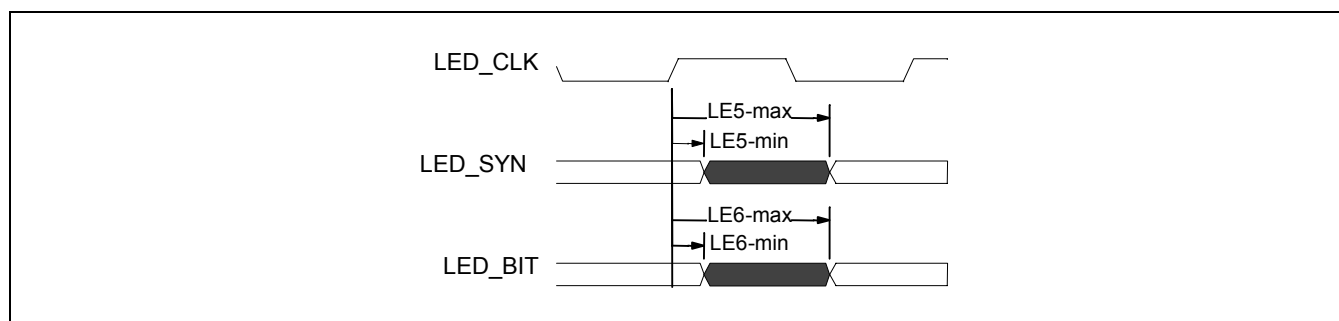 LED_CLK
LE5-max
LE5-min
LED_SYN
LE6-max
LE6-min
LED_BIT